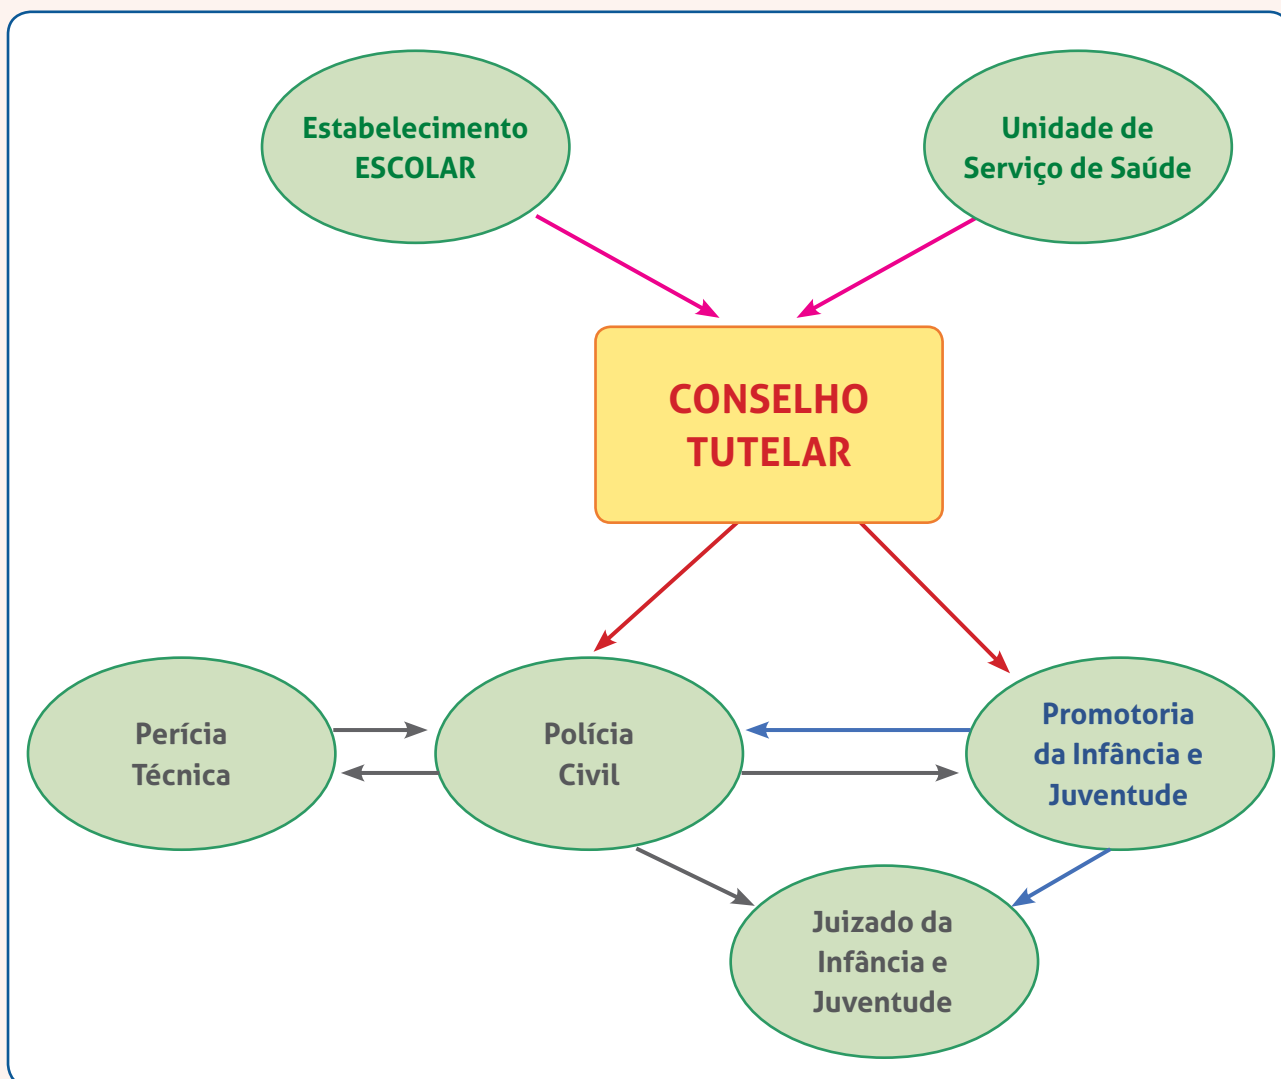 Estabelecimento
ESCOLAR
Unidade de
Serviço de Saúde
CONSELHO
TUTELAR
Perícia
Técnica
Polícia
Civil
Promotoria
da Infância e
Juventude
Juizado da
Infância e
Juventude